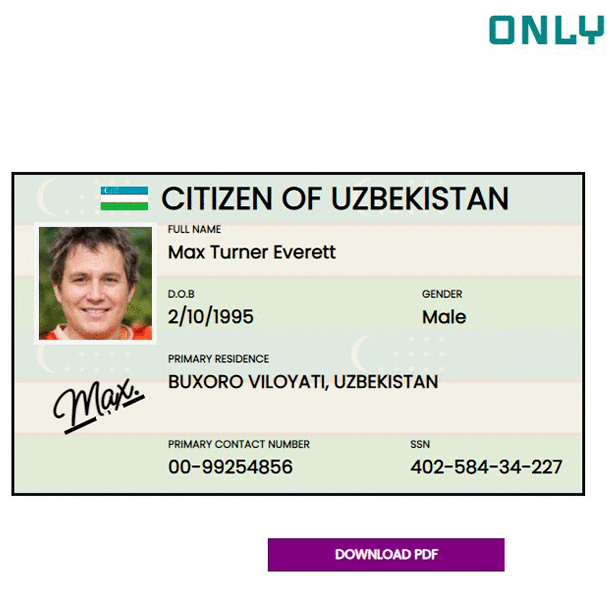 ONLY
CITIZEN OF UZBEKISTAN
FULL NAME
Max Turner Everett
D.O.B GENDER
2/10/1995 Male
PRIMARY RESIDENCE
BUXORO VILOYATI, UZBEKISTAN
Max.
PRIMARY CONTACT NUMBER SSN
00-99254856 402-584-34-227
DOWNLOAD PDF